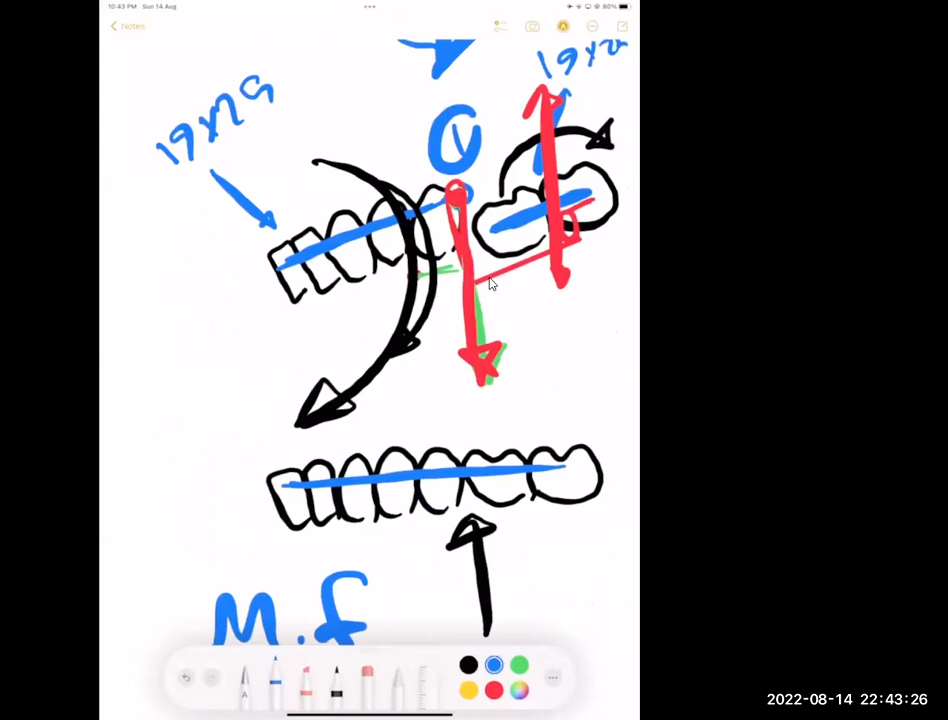 10:43 PM Sun 14 Aug
80%
Notes
19x25
19x25
M.f
A
2022-08-14 22:43:26